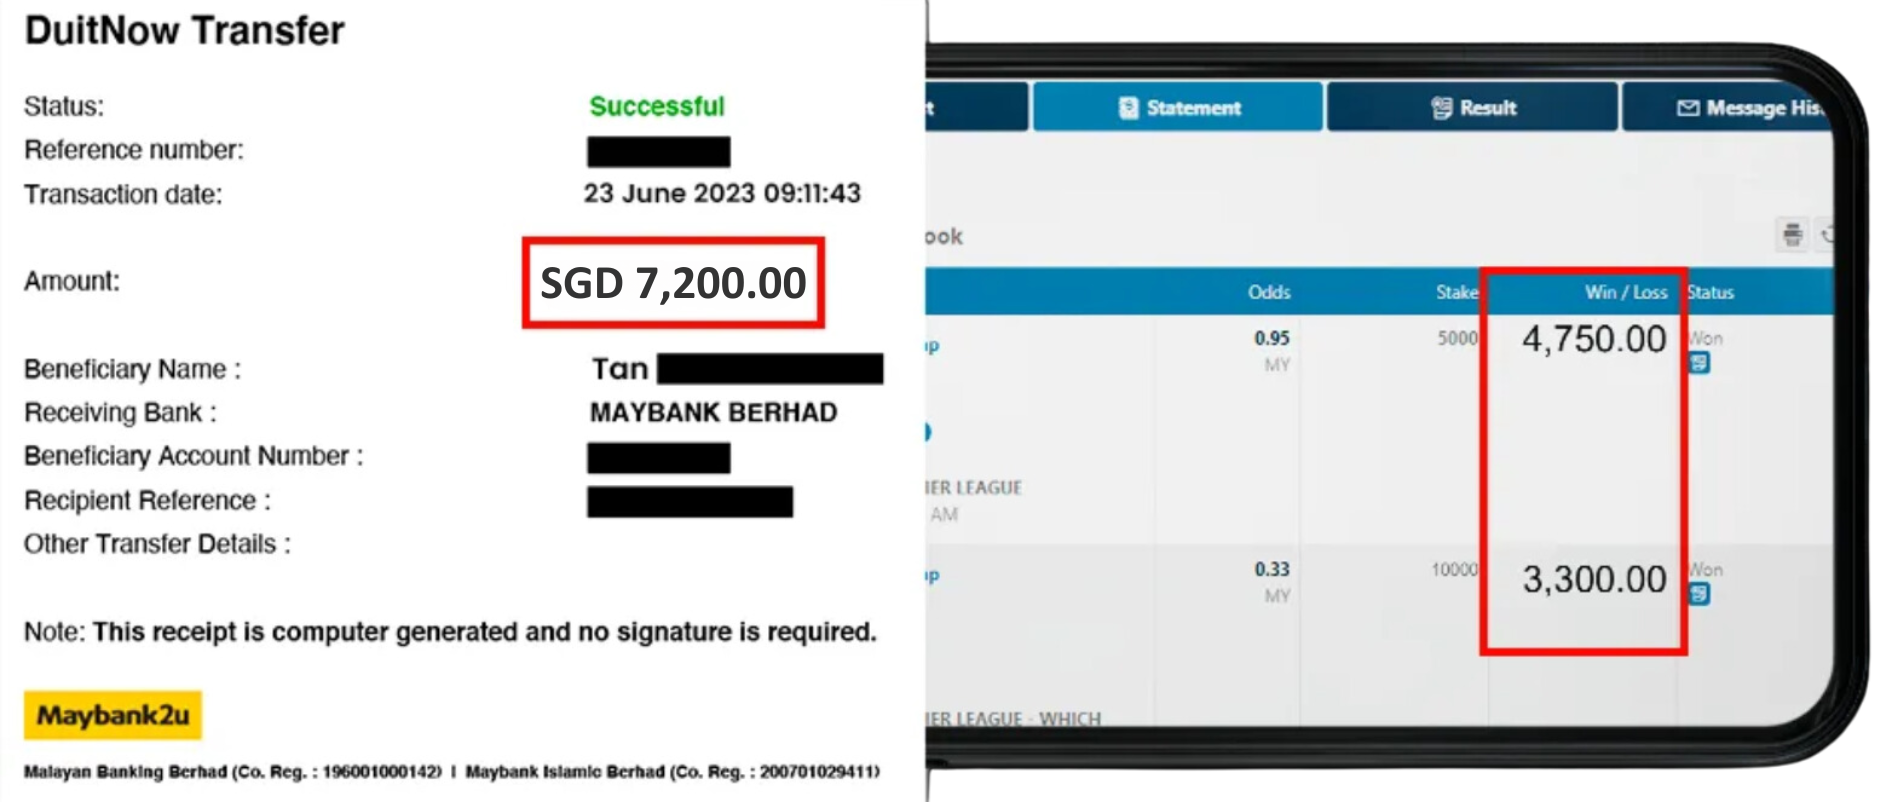 DuitNow Transfer
Status: Successful
Reference number:
Transaction date: 23 June 2023 09:11:43
Amount: SGD 7,200.00
Beneficiary Name : Tan
Receiving Bank : MAYBANK BERHAD
Beneficiary Account Number :
Recipient Reference :
Other Transfer Details :
Note: This receipt is computer generated and no signature is required.
Maybank2u
Malayan Banking Berhad (Co. Reg. : 196001000142) | Maybank Islamic Berhad (Co. Reg. : 200701029411)
t Statement Result Message His
ook
Odds Stake Win / Loss Status
0.95 5000 4,750.00 Won
MY
IER LEAGUE
AM
0.33 10000 3,300.00 Won
MY
IER LEAGUE - WHICH